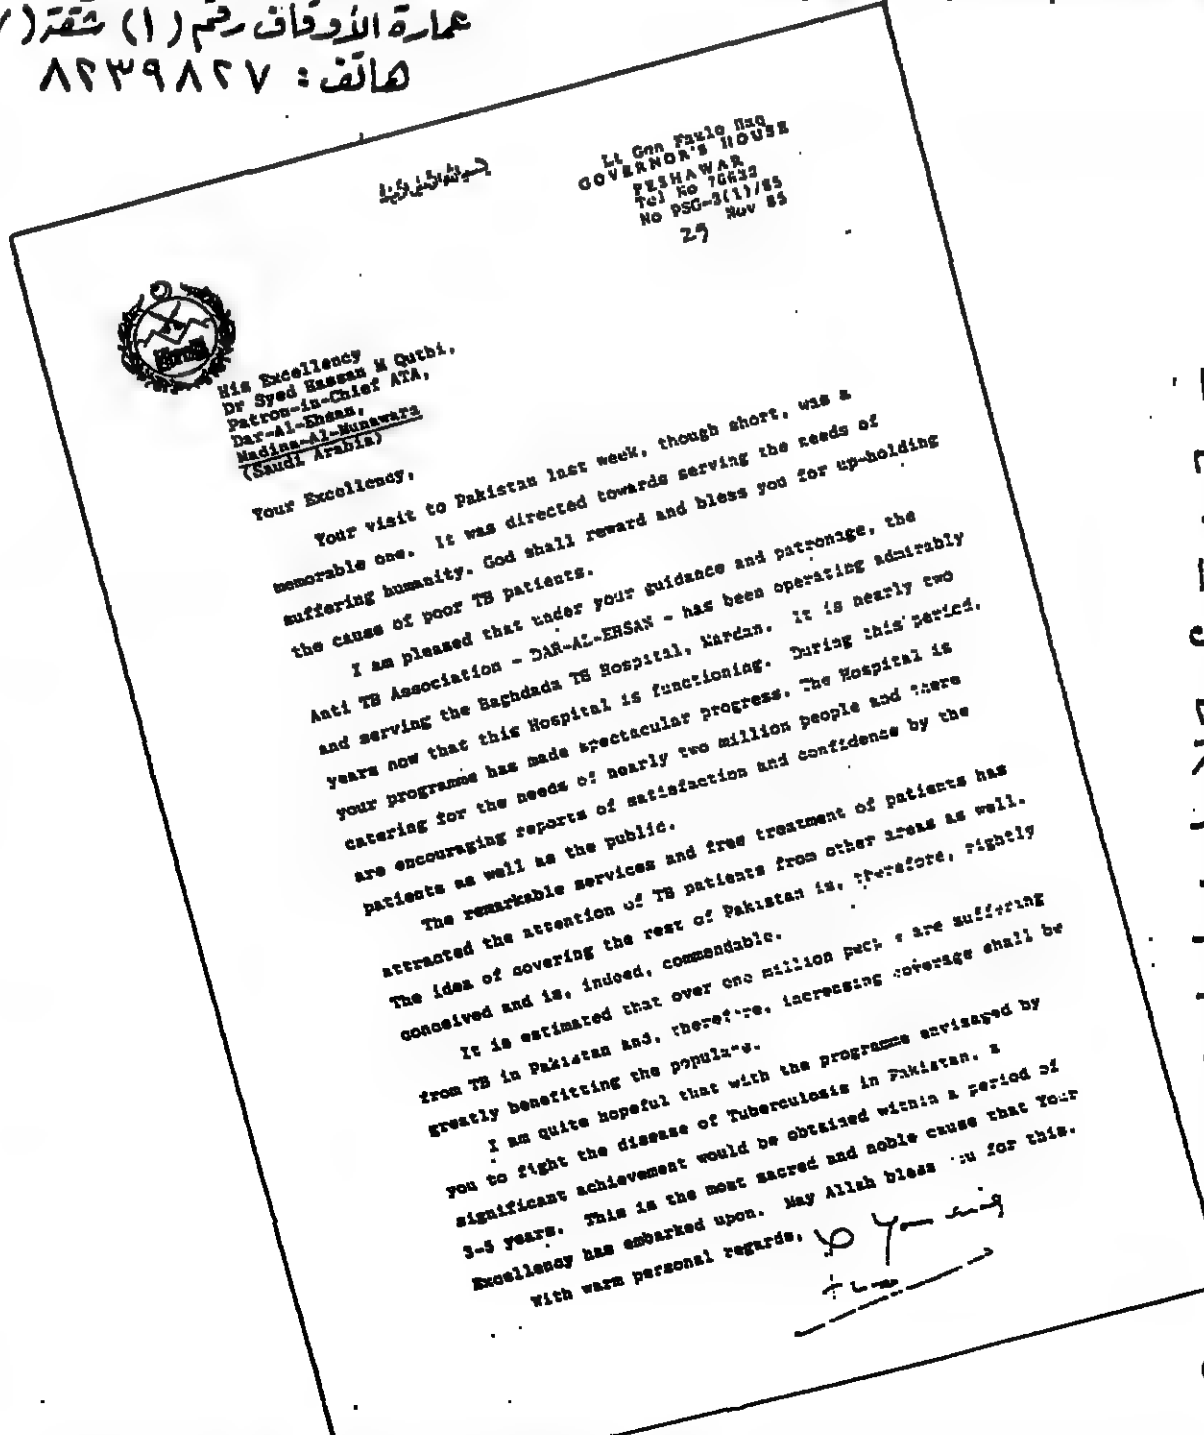 عمارة الأوقاف رقم (١) شقة (
هاتف: ٨٢٣٩٨٢٧
Lt Gen Fazle Haq
GOVERNOR'S HOUSE
PESHAWAR
Tel No
No PSG-3(1)/85
29 Nov 85
His Excellency
Dr Syed Hassan M Qutbi,
Patron-in-Chief ATA,
Dar-Al-Ehsan,
Madina-Al-Munawara
(Saudi Arabia)
Your Excellency,
Your visit to Pakistan last week, though short, was a
memorable one. It was directed towards serving the needs of
suffering humanity. God shall reward and bless you for up-holding
the cause of poor TB patients.
I am pleased that under your guidance and patronage, the
Anti TB Association - DAR-AL-EHSAN - has been operating admirably
and serving the Baghdada TB Hospital, Mardan. It is nearly two
years now that this Hospital is functioning. During this period,
your programme has made spectacular progress. The Hospital is
catering for the needs of nearly two million people and there
are encouraging reports of satisfaction and confidence by the
patients as well as the public.
The remarkable services and free treatment of patients has
attracted the attention of TB patients from other areas as well.
The idea of covering the rest of Pakistan is, therefore, rightly
conceived and is, indeed, commendable.
It is estimated that over one million are suffering
from TB in Pakistan and, therefore, increasing coverage shall be
greatly benefitting the populace.
I am quite hopeful that with the programme envisaged by
you to fight the disease of Tuberculosis in Pakistan, a
significant achievement would be obtained within a period of
3-5 years. This is the most sacred and noble cause that Your
Excellency has embarked upon. May Allah bless you for this.
With warm personal regards,